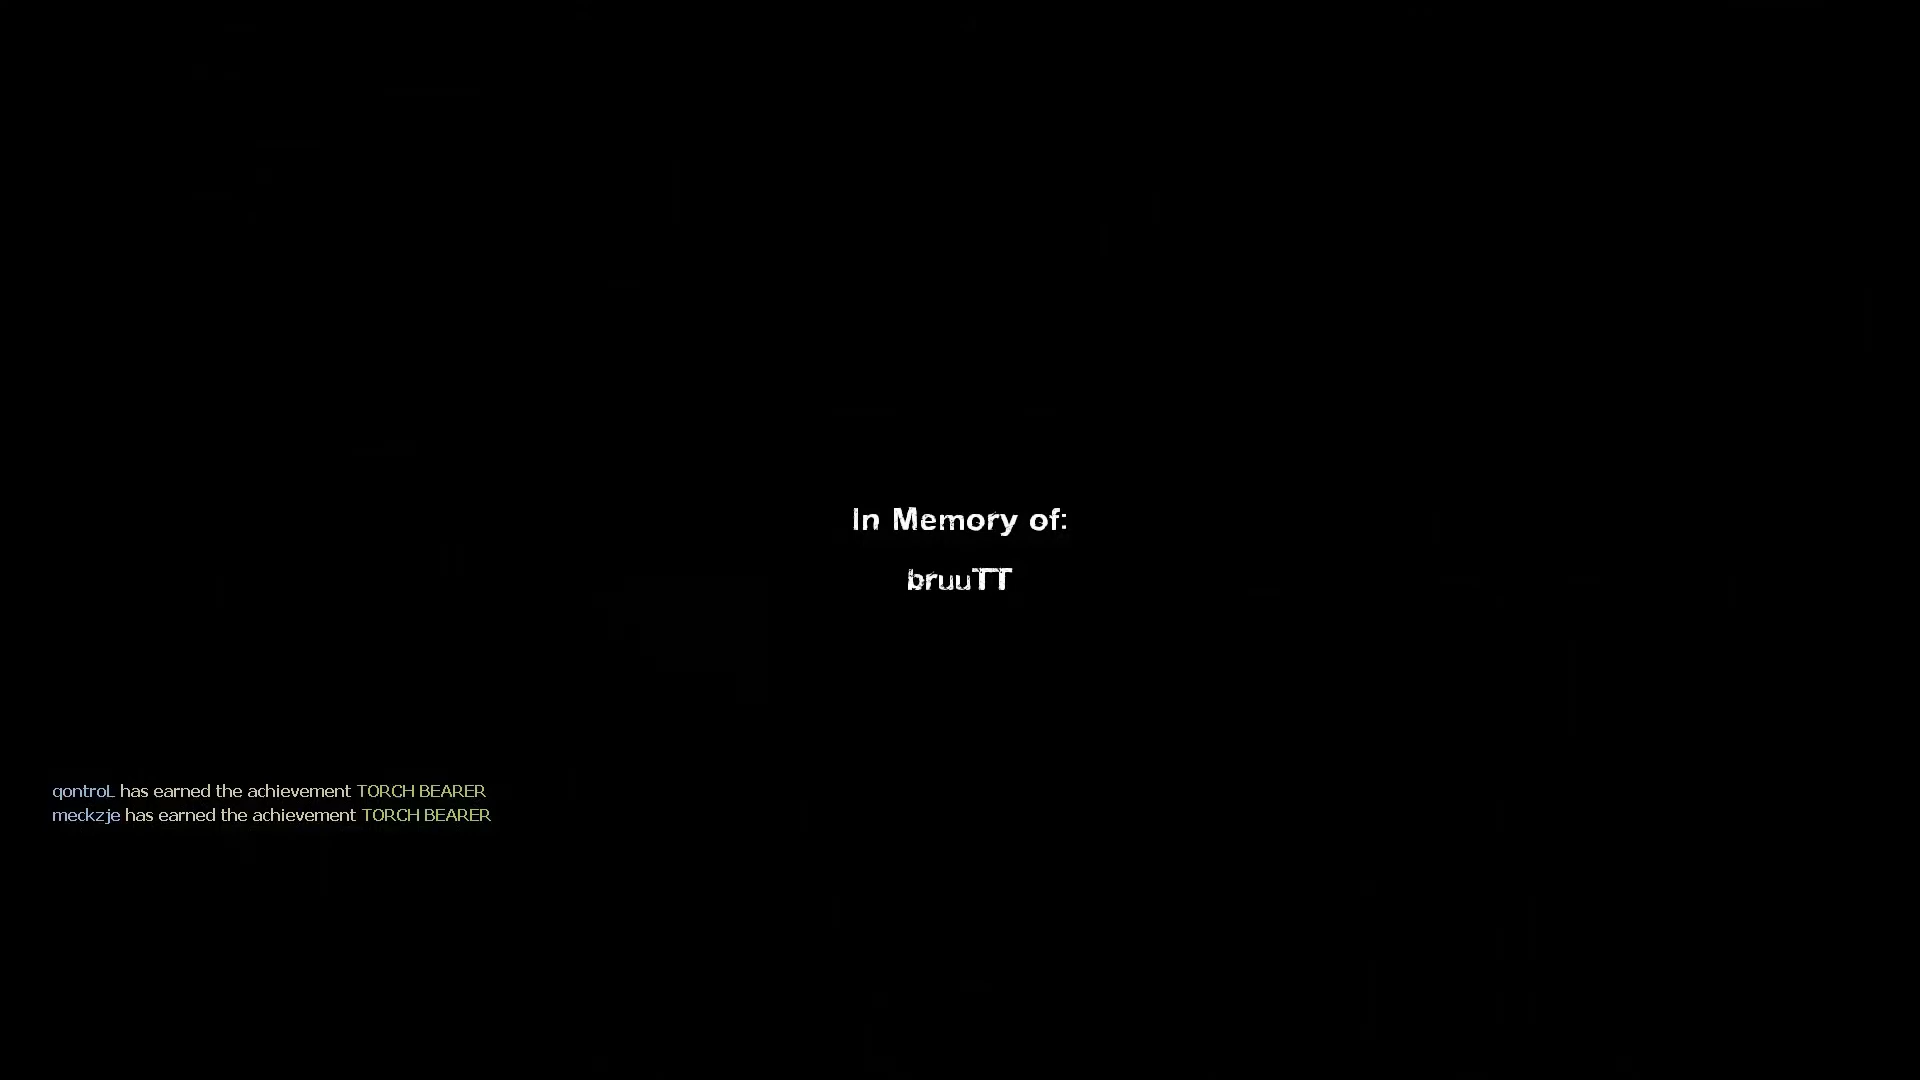 In Memory of:
bruuTT
qontroL has earned the achievement TORCH BEARER
meckzje has earned the achievement TORCH BEARER